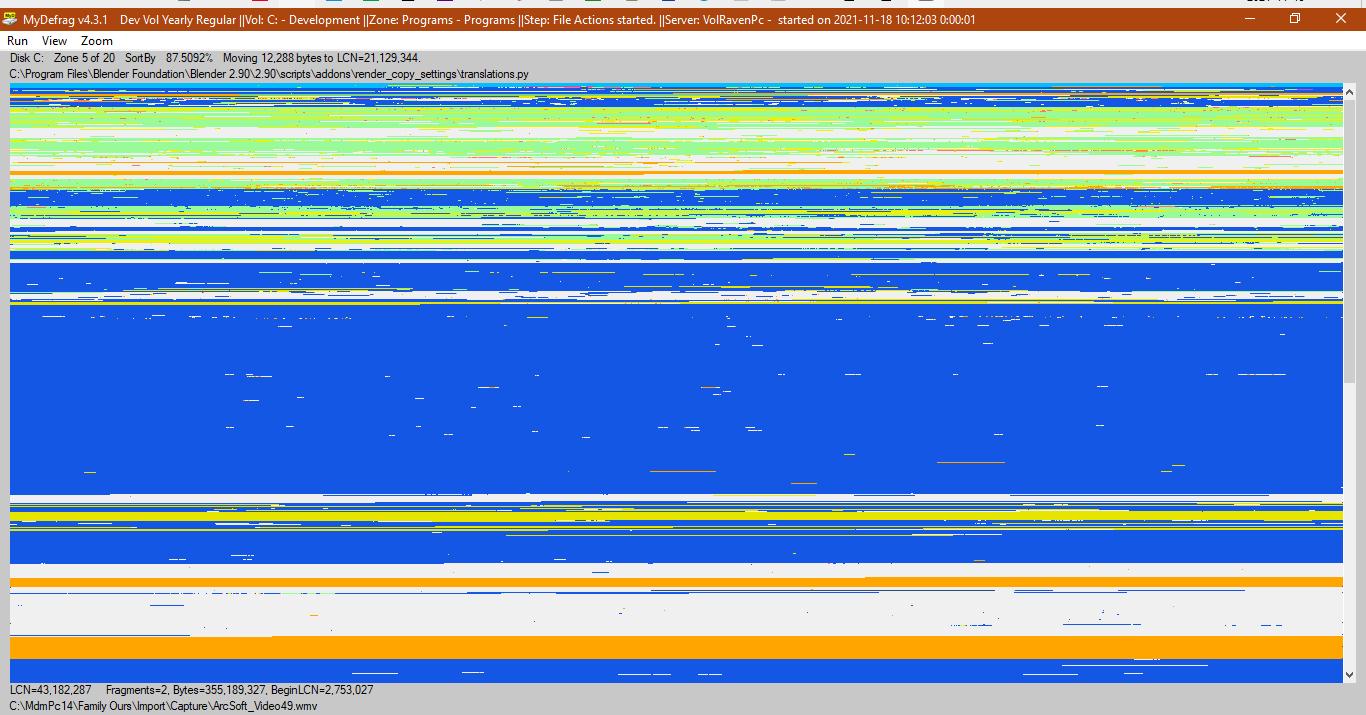 MyDefrag v4.3.1 Dev Vol Yearly Regular ||Vol: C: - Development ||Zone: Programs - Programs ||Step: File Actions started. ||Server: VolRavenPc - started on 2021-11-18 10:12:03 0:00:01
Run View Zoom
Disk C: Zone 5 of 20 SortBy 87.5092% Moving 12,288 bytes to LCN=21,129,344.
C:\Program Files\Blender Foundation\Blender 2.90\2.90\scripts\addons\render_copy_settings\translations.py
LCN=43,182,287 Fragments=2, Bytes=355,189,327, BeginLCN=2,753,027
C:\MdmPc14\Family Ours\Import\Capture\ArcSoft_Video49.wmv